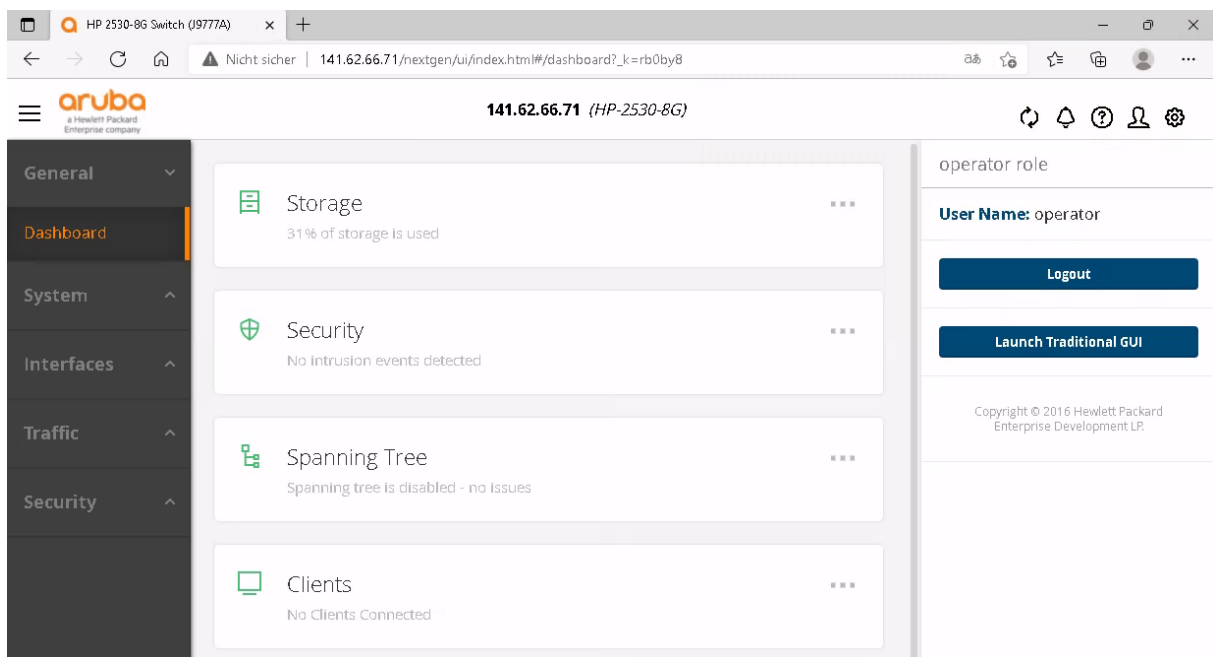 HP 2530-8G Switch (J9777A)
Nicht sicher | 141.62.66.71/nextgen/ui/index.html#/dashboard?_k=rb0by8
aruba
a Hewlett Packard
Enterprise company
141.62.66.71 (HP-2530-8G)
General
Dashboard
System
Interfaces
Traffic
Security
Storage
31% of storage is used
Security
No intrusion events detected
Spanning Tree
Spanning tree is disabled - no issues
Clients
No Clients Connected
operator role
User Name: operator
Logout
Launch Traditional GUI
Copyright © 2016 Hewlett Packard
Enterprise Development LP.